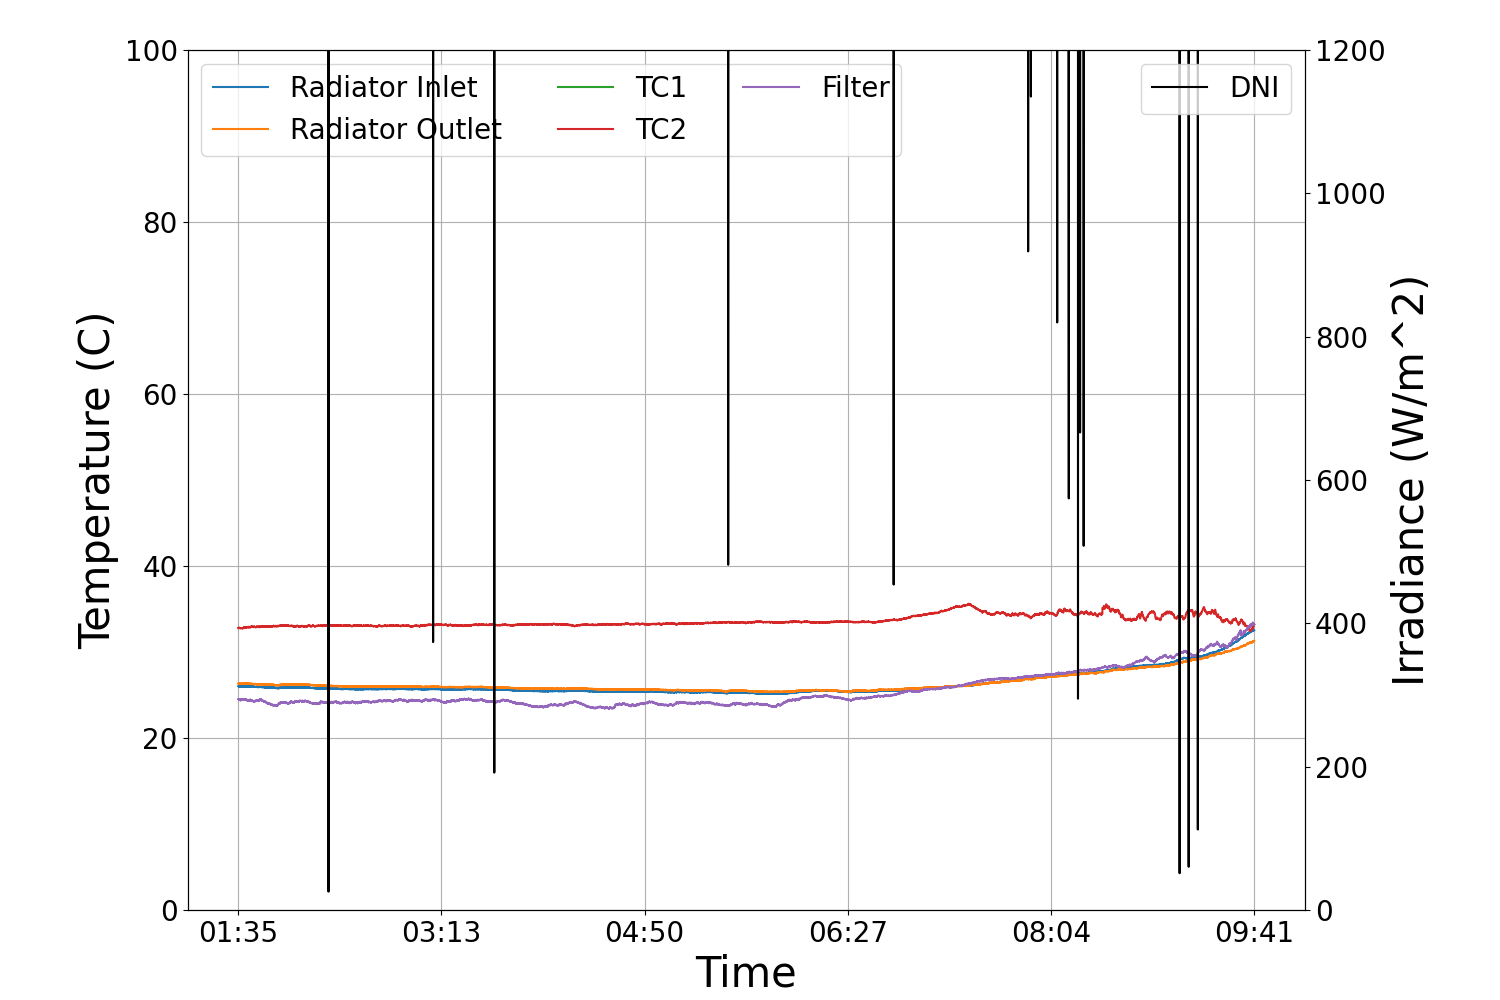 100
80
60
40
20
0
Temperature (C)
Radiator Inlet
Radiator Outlet
TC1
TC2
Filter
DNI
1200
1000
800
600
400
200
0
Irradiance (W/m^2)
01:35 03:13 04:50 06:27 08:04 09:41
Time